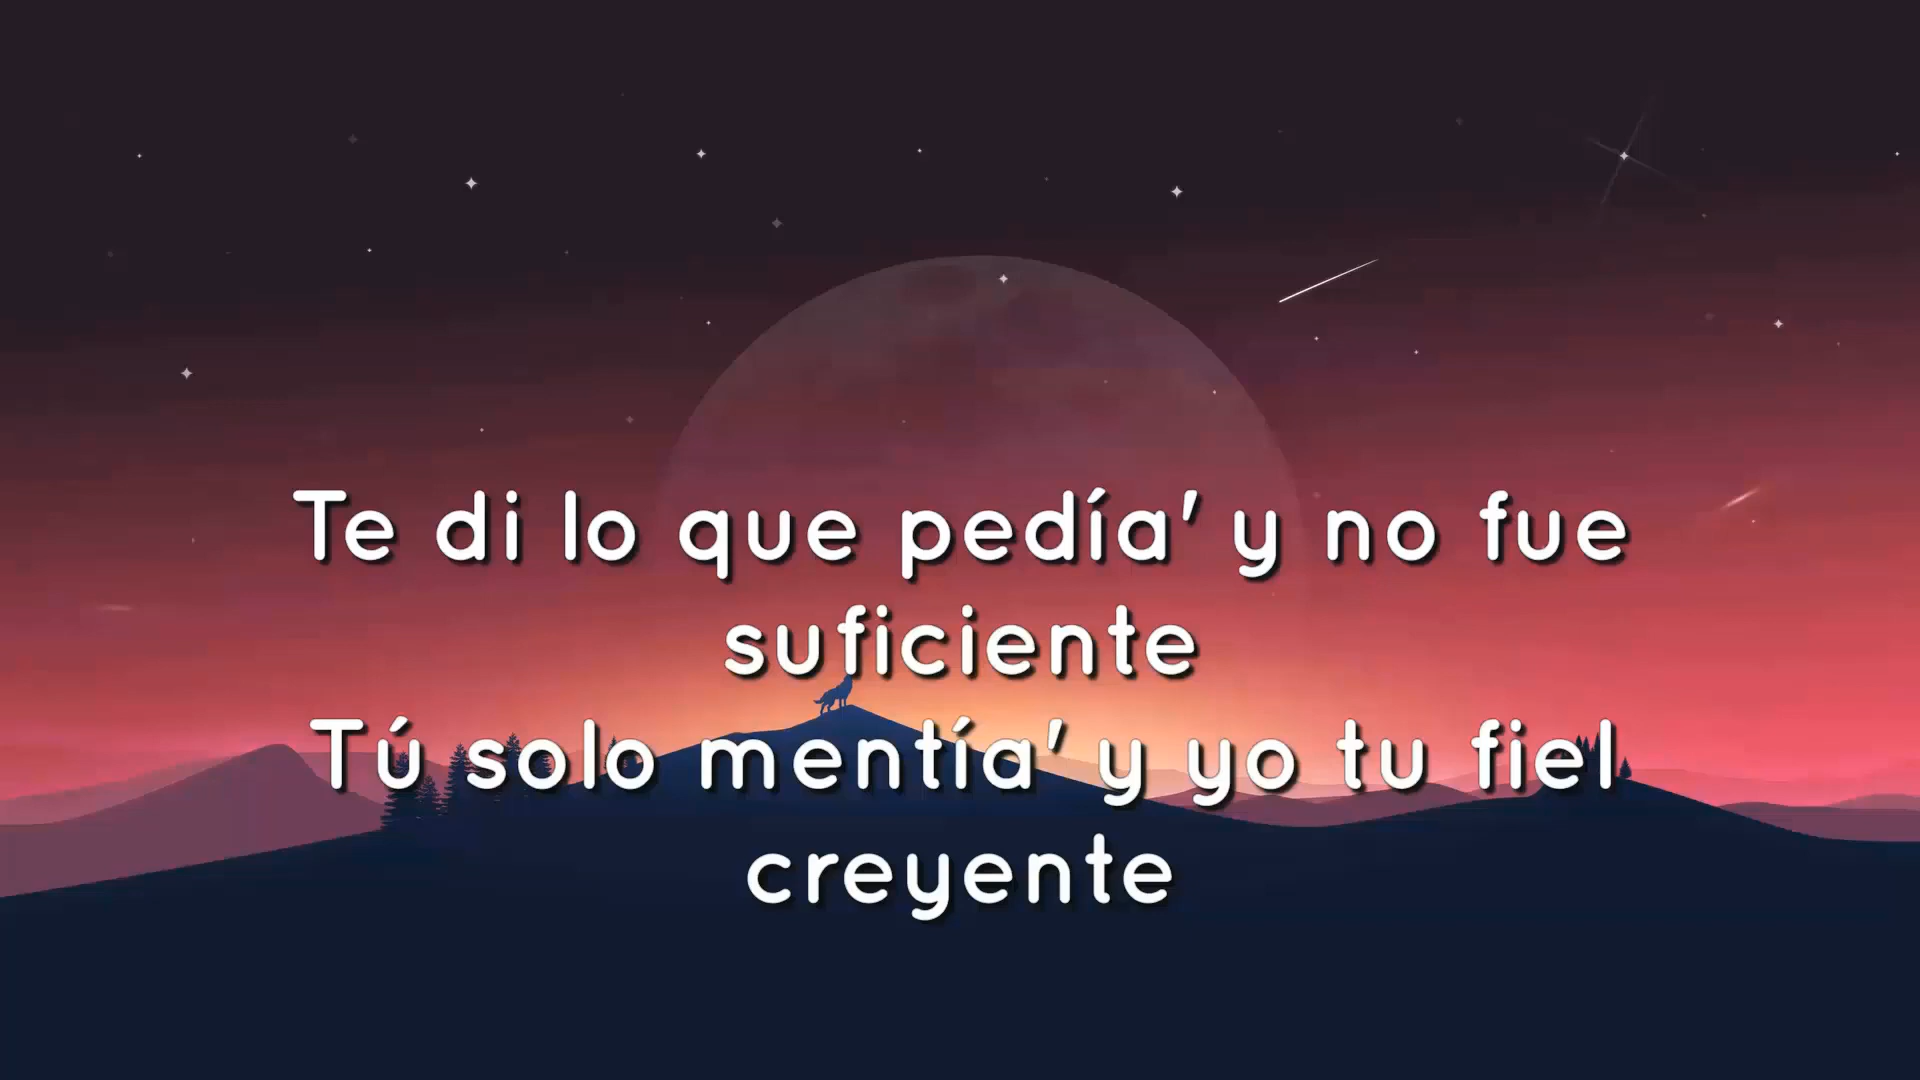 Te di lo que pedía' y no fue
suficiente
Tú solo mentía' y yo tu fiel
creyente